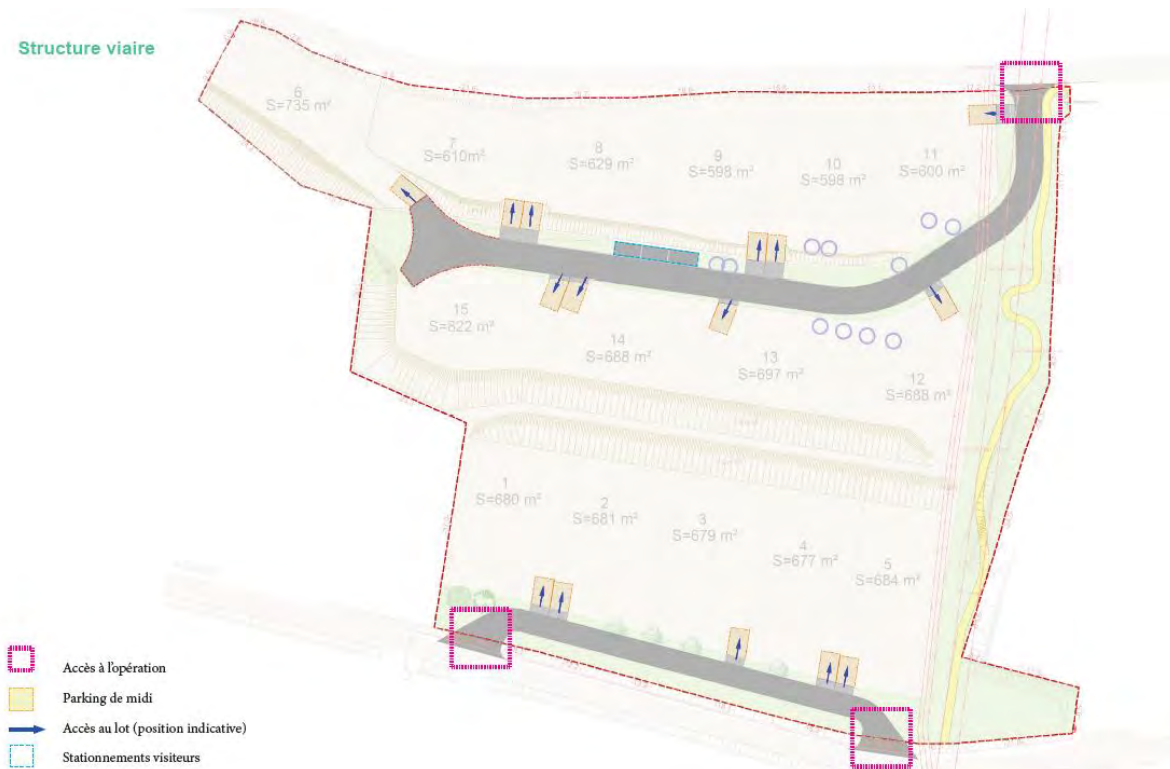 Structure viaire
6
S=735 m²
7
S=610m²
8
S=629 m²
9
S=598 m²
10
S=598 m²
11
S=600 m²
15
S=822 m²
14
S=688 m²
13
S=697 m²
12
S=688 m²
1
S=680 m²
2
S=681 m²
3
S=679 m²
4
S=677 m²
5
S=684 m²
Accès à l'opération
Parking de midi
Accès au lot (position indicative)
Stationnements visiteurs